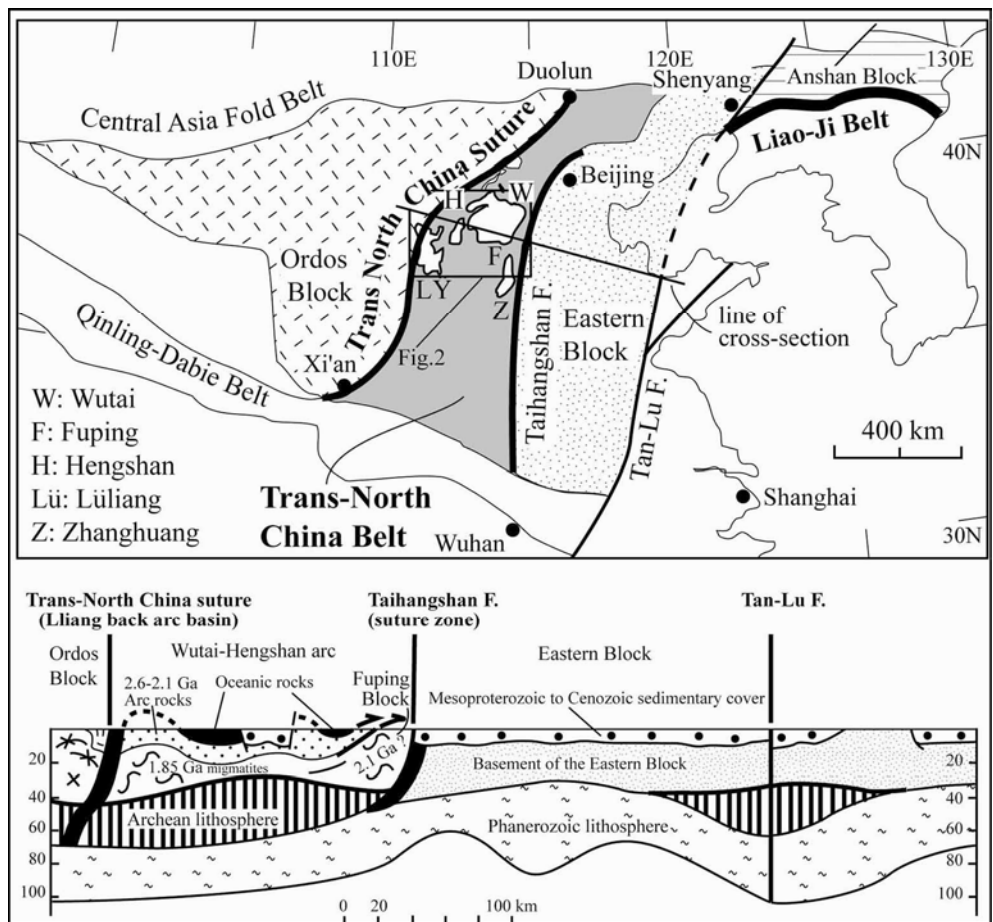 110E
120E
130E
Duolun
Shenyang
Anshan Block
Central Asia Fold Belt
Liao-Ji Belt
40N
Trans North China Suture
Beijing
H
W
F
Ordos
Block
L Y
Z
Taihangshan F.
Eastern
Block
line of
cross-section
Qinling-Dabie Belt
Xi'an
Fig.2
Tan-Lu F.
400 km
W: Wutai
F: Fuping
H: Hengshan
Lü: Lüliang
Z: Zhanghuang
Trans-North
China Belt
Shanghai
Wuhan
30N
Trans-North China suture
(Lliang back arc basin)
Taihangshan F.
(suture zone)
Tan-Lu F.
Ordos
Block
Wutai-Hengshan arc
Eastern Block
2.6-2.1 Ga
Arc rocks
Oceanic rocks
Fuping
Block
Mesoproterozoic to Cenozoic sedimentary cover
2.1 Ga ?
20
1.85 Ga migmatites
Basement of the Eastern Block
20
40
Archean lithosphere
40
60
Phanerozoic lithosphere
60
80
80
100
100
0 20 100 km